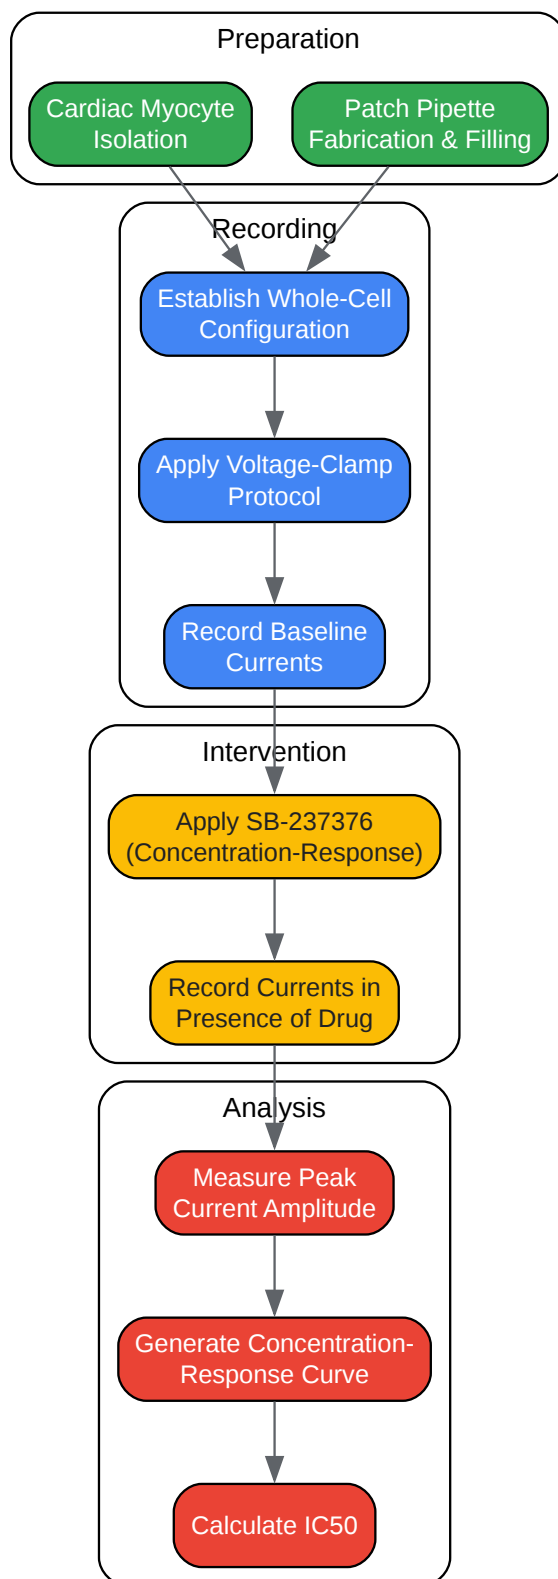 Preparation
Cardiac Myocyte
Isolation
Patch Pipette
Fabrication & Filling
Recording
Establish Whole-Cell
Configuration
Apply Voltage-Clamp
Protocol
Record Baseline
Currents
Intervention
Apply SB-237376
(Concentration-Response)
Record Currents in
Presence of Drug
Analysis
Measure Peak
Current Amplitude
Generate Concentration-
Response Curve
Calculate IC50